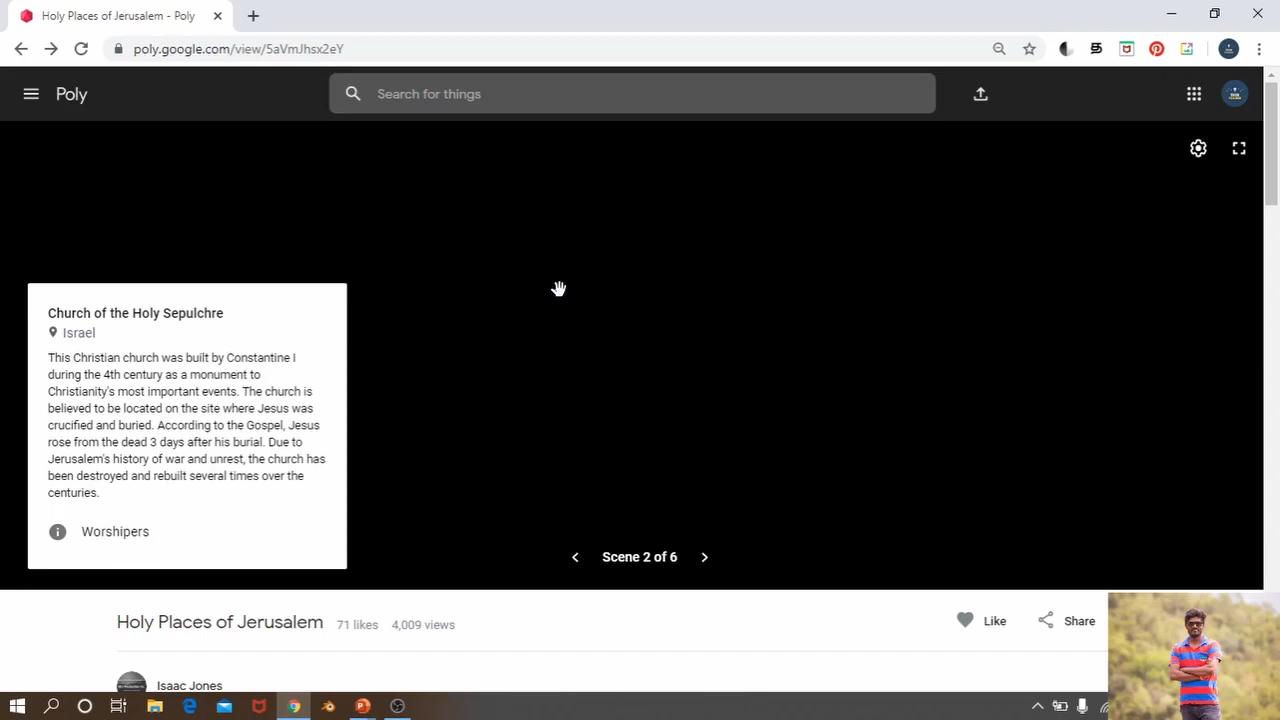 Holy Places of Jerusalem - Poly
poly.google.com/view/5aVmJhsx2eY
Poly
Search for things
Church of the Holy Sepulchre
Israel
This Christian church was built by Constantine I
during the 4th century as a monument to
Christianity's most important events. The church is
believed to be located on the site where Jesus was
crucified and buried. According to the Gospel, Jesus
rose from the dead 3 days after his burial. Due to
Jerusalem's history of war and unrest, the church has
been destroyed and rebuilt several times over the
centuries.
Worshipers
Scene 2 of 6
Holy Places of Jerusalem 71 likes 4,009 views
Like
Share
Isaac Jones